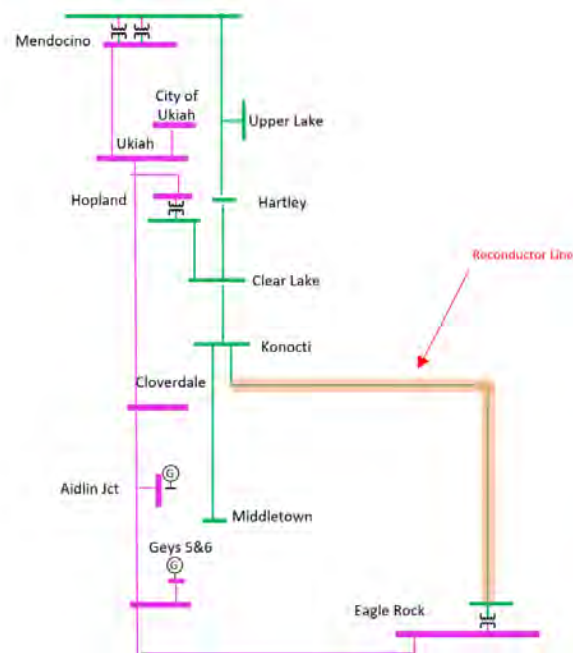 Mendocino
City of
Ukiah
Upper Lake
Ukiah
Hopland
Hartley
Reconductor Line
Clear Lake
Konocti
Cloverdale
G
Aidlin Jct
Middletown
Geys 5&6
G
Eagle Rock